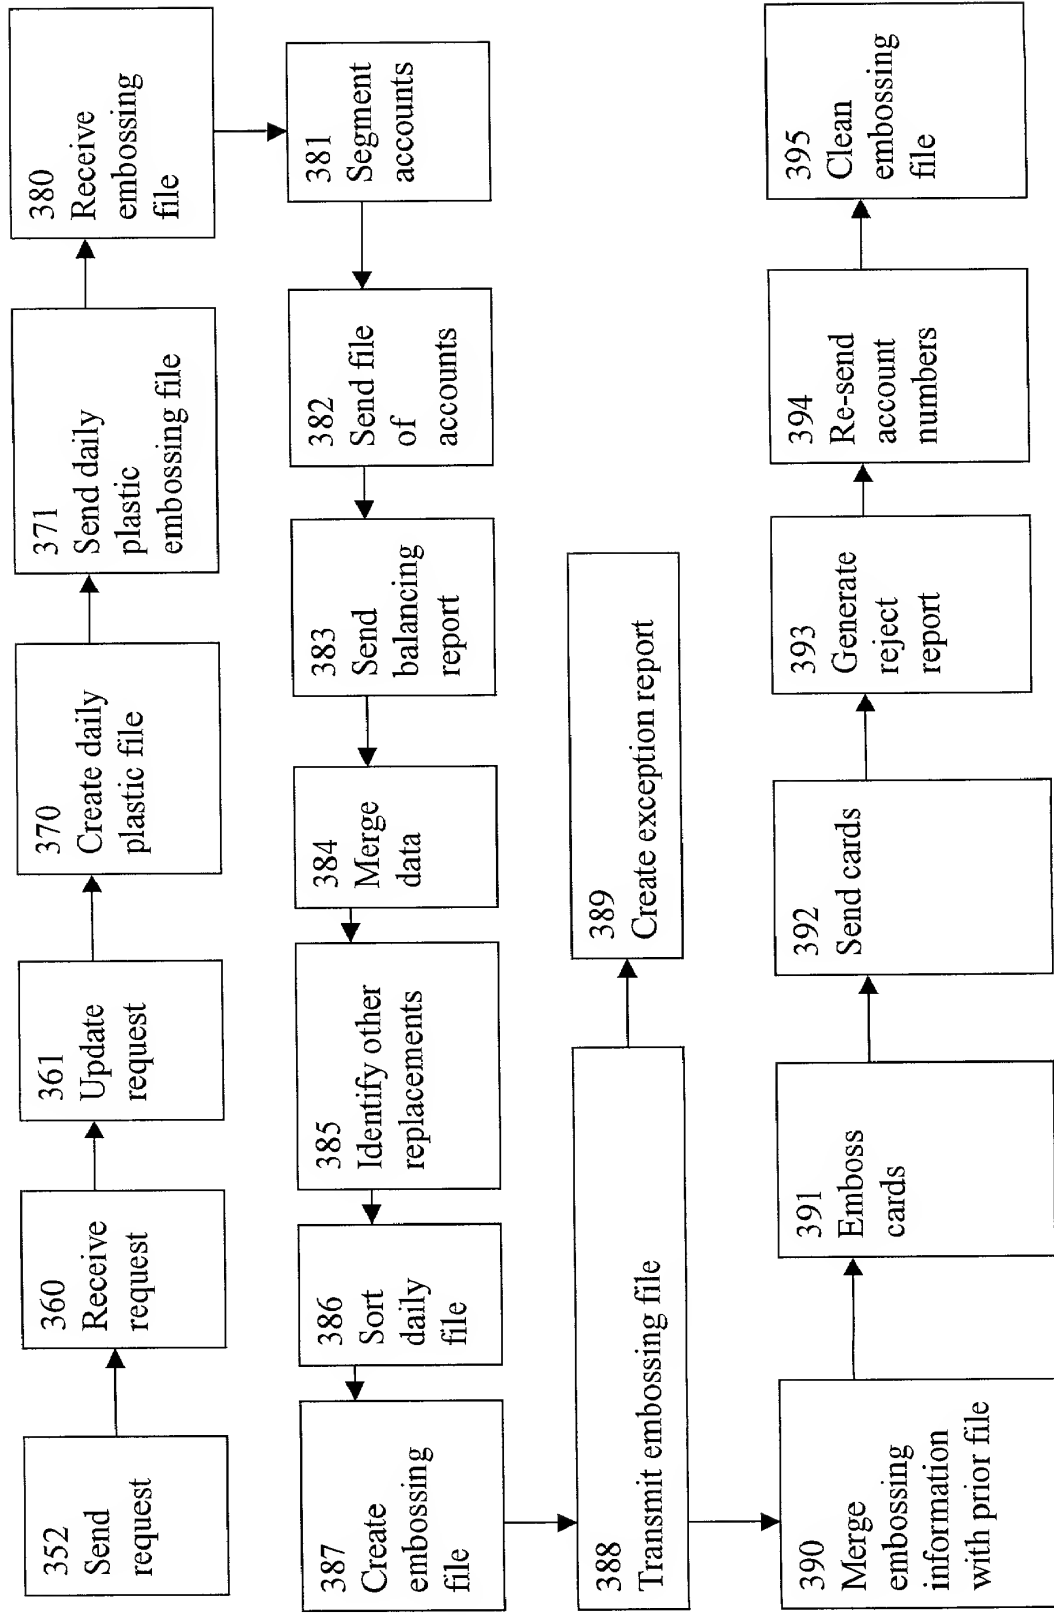 352
Send
request
360
Receive
request
361
Update
request
370
Create daily
plastic file
371
Send daily
plastic
embossing file
380
Receive
embossing
file
381
Segment
accounts
382
Send file
of
accounts
383
Send
balancing
report
384
Merge
data
385
Identify other
replacements
386
Sort
daily
file
387
Create
embossing
file
388
Transmit embossing file
389
Create exception report
390
Merge
embossing
information
with prior file
391
Emboss
cards
392
Send cards
393
Generate
reject
report
394
Re-send
account
numbers
395
Clean
embossing
file